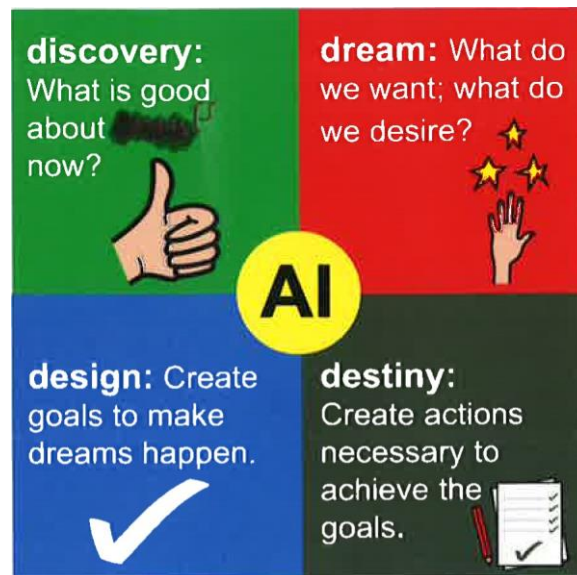 discovery:
What is good
about
now?
dream: What do
we want; what do
we desire?
AI
design: Create
goals to make
dreams happen.
destiny:
Create actions
necessary to
achieve the
goals.